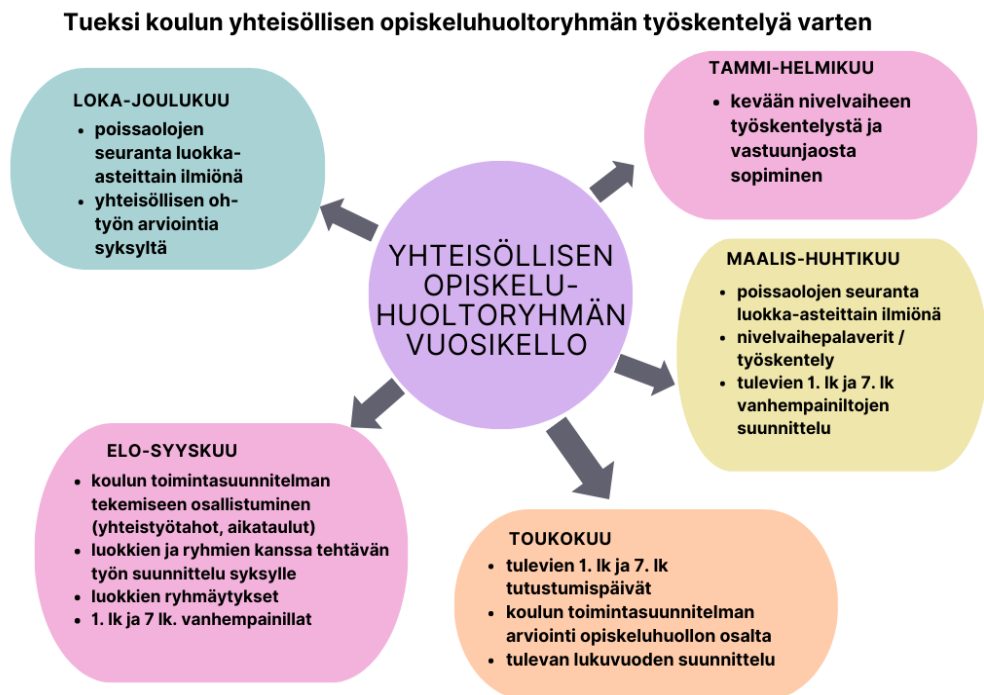 Tueksi koulun yhteisöllisen opiskeluhuoltoryhmän työskentelyä varten
LOKA-JOULUKUU
• poissaolojen
seuranta luokka-
asteittain ilmiönä
• yhteisöllisen oh-
työn arviointia
syksyltä
TAMMI-HELMIKUU
• kevään nivelvaiheen
työskentelystä ja
vastuunjaosta
sopiminen
YHTEISÖLLISEN
OPISKELU-
HUOLTORYHMÄN
VUOSIKELLO
MAALIS-HUHTIKUU
• poissaolojen seuranta
luokka-asteittain ilmiönä
• nivelvaihepalaverit /
työskentely
• tulevien 1. lk ja 7. lk
vanhempainiltojen
suunnittelu
ELO-SYYSKUU
• koulun toimintasuunnitelman
tekemiseen osallistuminen
(yhteistyötahot, aikataulut)
• luokkien ja ryhmien kanssa tehtävän
työn suunnittelu syksylle
• luokkien ryhmäytykset
• 1. lk ja 7 lk. vanhempainillat
TOUKOKUU
• tulevien 1. lk ja 7. lk
tutustumispäivät
• koulun toimintasuunnitelman
arviointi opiskeluhuollon osalta
• tulevan lukuvuoden suunnittelu